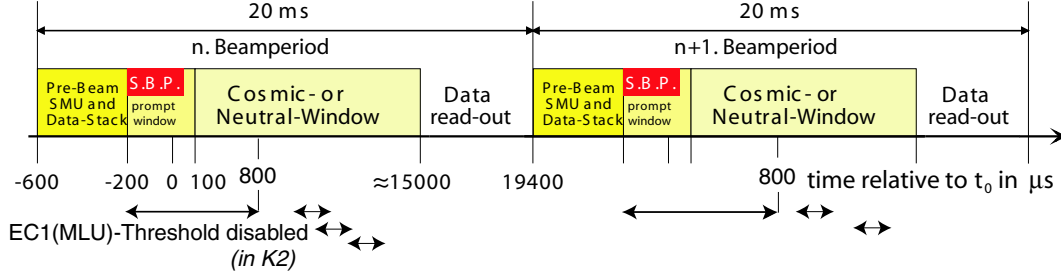 20 ms
20 ms
n. Beamperiod
n+1. Beamperiod
Pre-Beam
SMU and
Data-Stack
S.B.P.
prompt
window
Cosmic- or
Neutral-Window
Data
read-out
Pre-Beam
SMU and
Data-Stack
S.B.P.
prompt
window
Cosmic- or
Neutral-Window
Data
read-out
-600
-200
0
100
800
≈15000
19400
800
time relative to t₀ in μs
EC1(MLU)-Threshold disabled
(in K2)